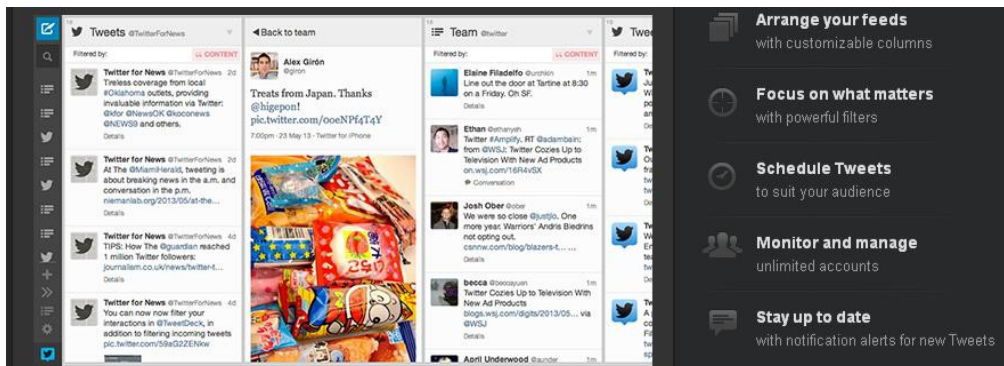 Tweets @TwitterForNews
Filtered by:
CONTENT
Twitter for News @TwitterForNews 2d
Tireless coverage from local
#Oklahoma outlets, providing
invaluable information via Twitter:
@kfor @NewsOK @koconews
@NEWS9 and others.
Details
Twitter for News @TwitterForNews 2d
At The @MiamiHerald, tweeting is
about breaking news in the a.m. and
conversation in the p.m.
niemanlab.org/2013/05/at-the...
Details
Twitter for News @TwitterForNews 4d
TIPS: How The @guardian reached
1 million Twitter followers:
journalism.co.uk/news/twitter-t...
Details
Twitter for News @TwitterForNews 4d
You can now now filter your
interactions in @TweetDeck, in
addition to filtering incoming tweets
pic.twitter.com/59aG2ZENkw
Back to team
Alex Girón
@giron
Treats from Japan. Thanks
@higepon!
pic.twitter.com/0oeNPf4T4Y
7:00pm · 23 May 13 · Twitter for iPhone
Team @twitter
Filtered by:
CONTENT
Elaine Filadelfo @urchkin 1m
Line out the door at Tartine at 8:30
on a Friday. Oh SF.
Details
Ethan @ethanysh 1m
Twitter #Amplify. RT @adambain:
from @WSJ: Twitter Cozies Up to
Television With New Ad Products
on.wsj.com/16R4vSX
Conversation
Josh Ober @ober 1m
We were so close @justjlo. One
more year. Warriors' Andris Biedrins
not opting out.
csnnw.com/blog/blazers-t... ...
Details
becca @beccayuen 1m
Twitter Cozies Up to Television With
New Ad Products
blogs.wsj.com/digits/2013/05... via
@WSJ
Details
April Underwood @aunder 1m
Arrange your feeds
with customizable columns
Focus on what matters
with powerful filters
Schedule Tweets
to suit your audience
Monitor and manage
unlimited accounts
Stay up to date
with notification alerts for new Tweets